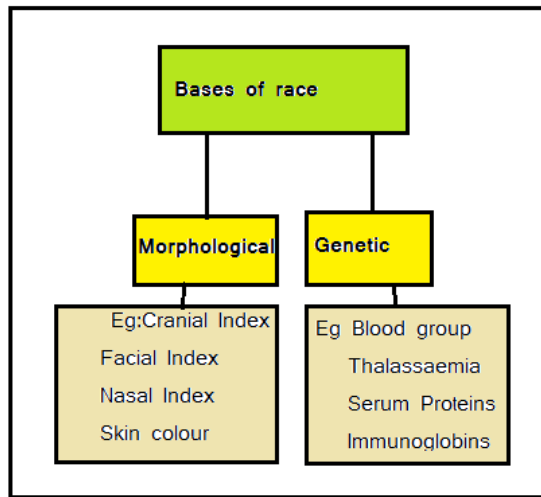 Bases of race
Morphological
Genetic
Eg:Cranial Index
Facial Index
Nasal Index
Skin colour
Eg Blood group
Thalassaemia
Serum Proteins
Immunoglobins